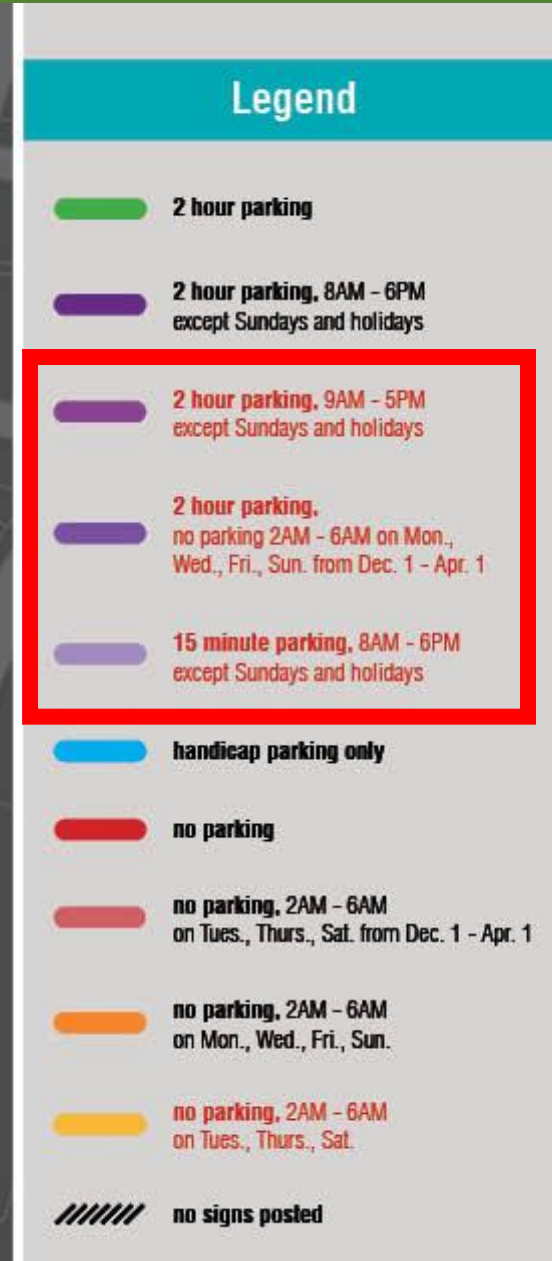 Legend
2 hour parking
2 hour parking, 8AM - 6PM
except Sundays and holidays
2 hour parking, 9AM - 5PM
except Sundays and holidays
2 hour parking,
no parking 2AM - 6AM on Mon.,
Wed., Fri., Sun. from Dec. 1 - Apr. 1
15 minute parking, 8AM - 6PM
except Sundays and holidays
handicap parking only
no parking
no parking, 2AM - 6AM
on Tues., Thurs., Sat. from Dec. 1 - Apr. 1
no parking, 2AM - 6AM
on Mon., Wed., Fri., Sun.
no parking, 2AM - 6AM
on Tues., Thurs., Sat.
no signs posted